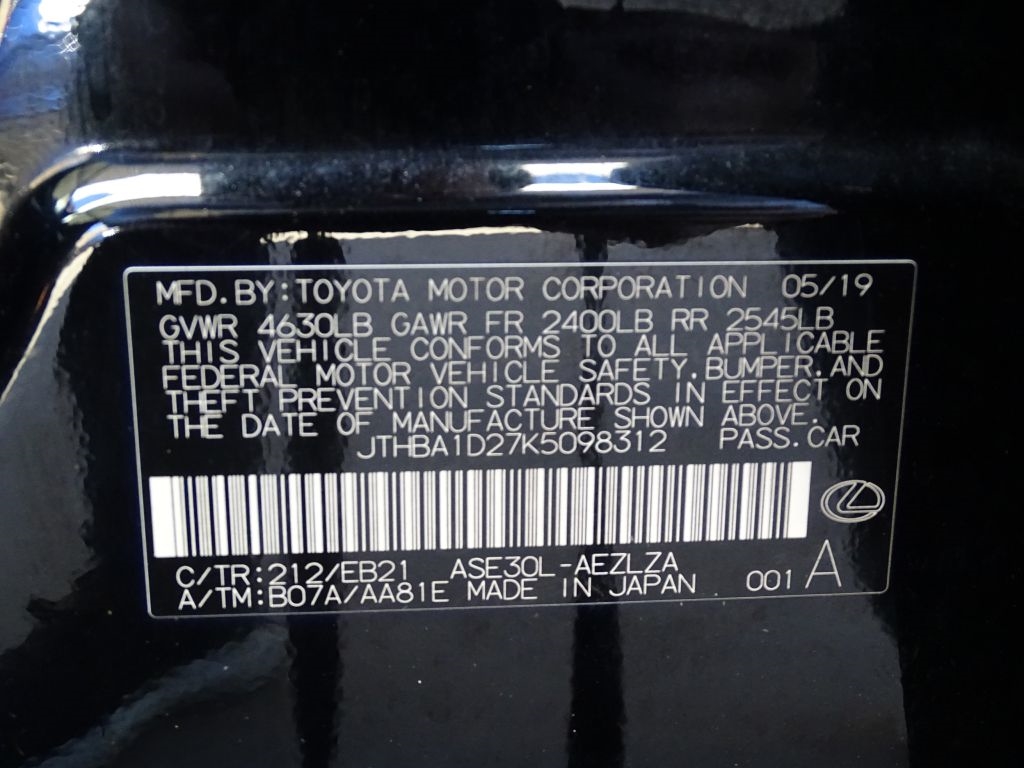 MFD.BY:TOYOTA MOTOR CORPORATION 05/19
GVWR 4630LB GAWR FR 2400LB RR 2545LB
THIS VEHICLE CONFORMS TO ALL APPLICABLE
FEDERAL MOTOR VEHICLE SAFETY.BUMPER.AND
THEFT PREVENTION STANDARDS IN EFFECT ON
THE DATE OF MANUFACTURE SHOWN ABOVE.
JTHBA1D27K5098312 PASS.CAR
C/TR:212/EB21 ASE30L-AEZLZA
A/TM:B07A/AA81E MADE IN JAPAN 001 A